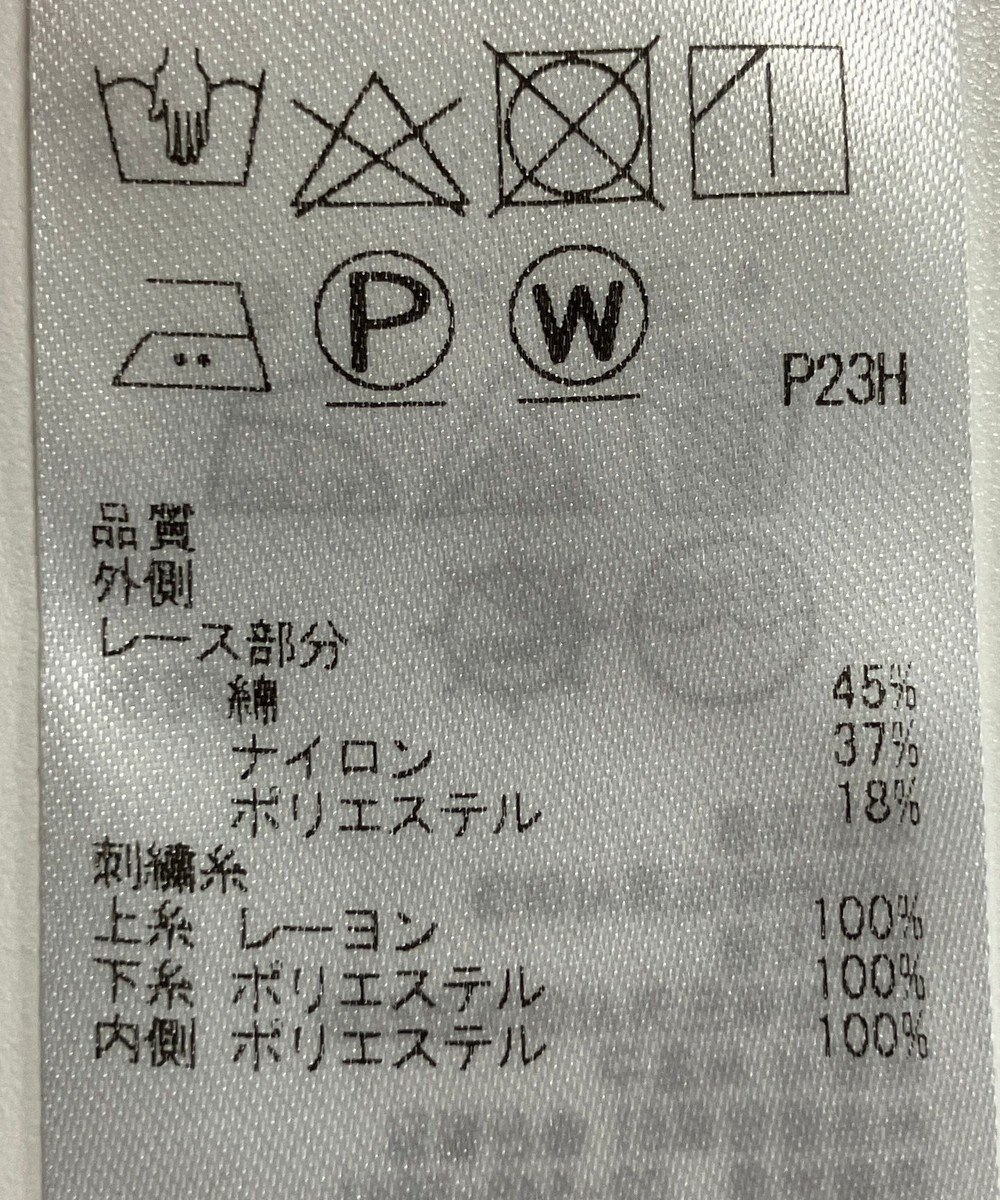 P W P23H
品質
外側
レース部分
綿 45%
ナイロン 37%
ポリエステル 18%
刺繍糸
上糸 レーヨン 100%
下糸 ポリエステル 100%
内側 ポリエステル 100%